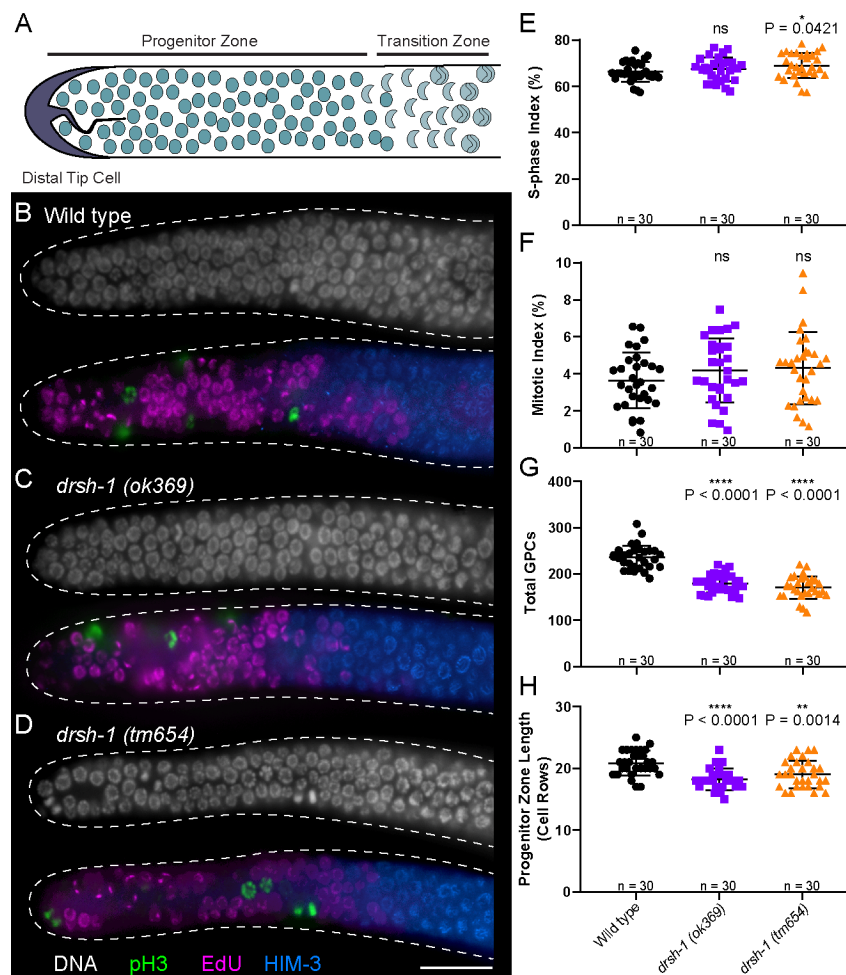 A
Progenitor Zone
Transition Zone
Distal Tip Cell
B Wild type
C
drsh-1 (ok369)
D
drsh-1 (tm654)
DNA pH3 EdU HIM-3
E
S-phase Index (%)
80
60
40
20
0
ns
*
P = 0.0421
n = 30
n = 30
n = 30
F
Mitotic Index (%)
10
8
6
4
2
0
ns
ns
n = 30
n = 30
n = 30
G
Total GPCs
400
300
200
100
0
****
P < 0.0001
****
P < 0.0001
n = 30
n = 30
n = 30
H
Progenitor Zone Length
(Cell Rows)
30
20
10
0
****
P < 0.0001
**
P = 0.0014
n = 30
n = 30
n = 30
Wild type
drsh-1 (ok369)
drsh-1 (tm654)